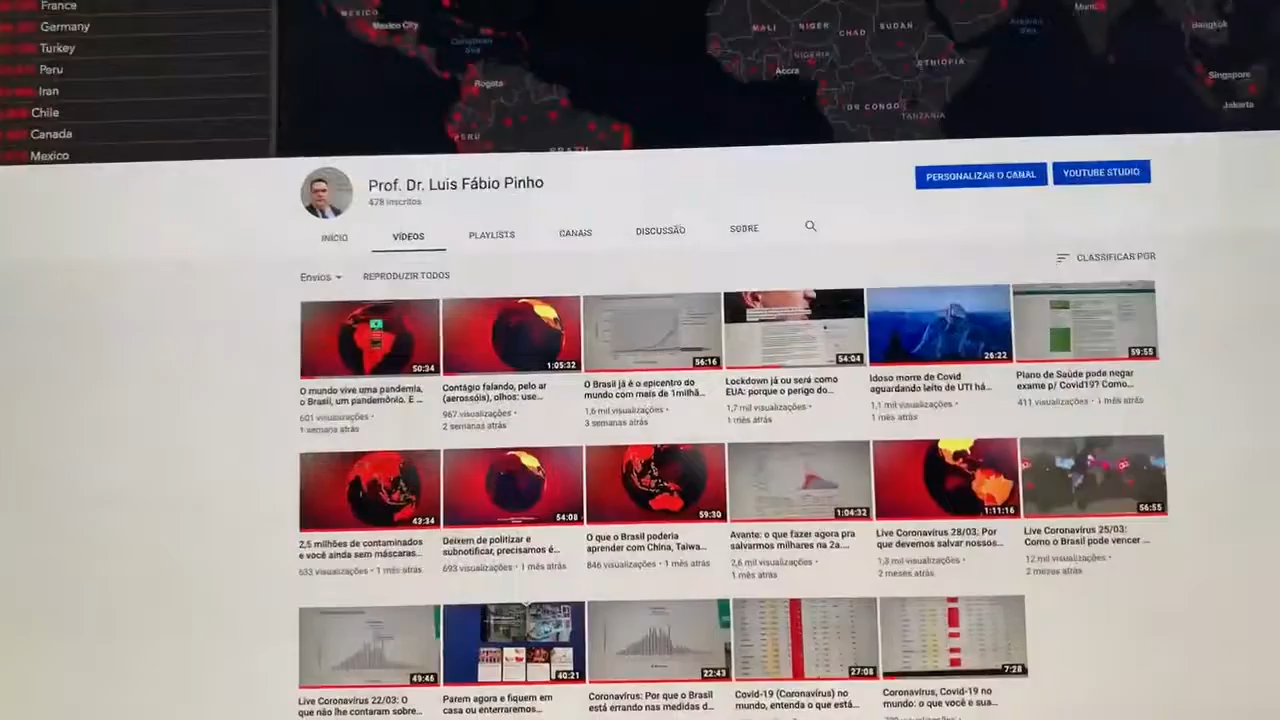 France
Germany
Turkey
Peru
Iran
Chile
Canada
Mexico
MEXICO
Mexico City
Caribbean Sea
Bogota
PERU
BRAZIL
MALI
NIGER
CHAD
SUDAN
NIGERIA
Accra
ETHIOPIA
DR CONGO
TANZANIA
Arabian Sea
Bangkok
Singapore
Jakarta
Prof. Dr. Luis Fábio Pinho
478 inscritos
PERSONALIZAR O CANAL
YOUTUBE STUDIO
INÍCIO
VÍDEOS
PLAYLISTS
CANAIS
DISCUSSÃO
SOBRE
Envios
REPRODUZIR TODOS
CLASSIFICAR POR
50:34
1:05:32
56:16
54:04
26:22
59:55
O mundo vive uma pandemia,
o Brasil, um pandemônio. E ...
601 visualizações •
1 semana atrás
Contágio falando, pelo ar
(aerossóis), olhos: use...
967 visualizações •
2 semanas atrás
O Brasil já é o epicentro do
mundo com mais de 1milhã...
1,6 mil visualizações •
3 semanas atrás
Lockdown já ou será como
EUA: porque o perigo do...
1,7 mil visualizações •
1 mês atrás
Idoso morre de Covid
aguardando leito de UTI há...
1,1 mil visualizações •
1 mês atrás
Plano de Saúde pode negar
exame p/ Covid19? Como...
411 visualizações • 1 mês atrás
43:34
54:08
59:30
1:04:32
1:11:16
56:55
2,5 milhões de contaminados
e você ainda sem máscaras...
633 visualizações • 1 mês atrás
Deixem de politizar e
subnotificar, precisamos é...
693 visualizações • 1 mês atrás
O que o Brasil poderia
aprender com China, Taiwa...
846 visualizações • 1 mês atrás
Avante: o que fazer agora pra
salvarmos milhares na 2a....
2,6 mil visualizações •
1 mês atrás
Live Coronavírus 28/03: Por
que devemos salvar nossos...
1,3 mil visualizações •
2 meses atrás
Live Coronavírus 25/03:
Como o Brasil pode vencer ...
12 mil visualizações •
2 meses atrás
49:46
40:21
22:43
27:08
7:28
Live Coronavírus 22/03: O
que não lhe contaram sobre...
Parem agora e fiquem em
casa ou enterraremos...
Coronavírus: Por que o Brasil
está errando nas medidas d...
Covid-19 (Coronavírus) no
mundo, entenda o que está...
Coronavírus, Covid-19 no
mundo: o que você e sua...